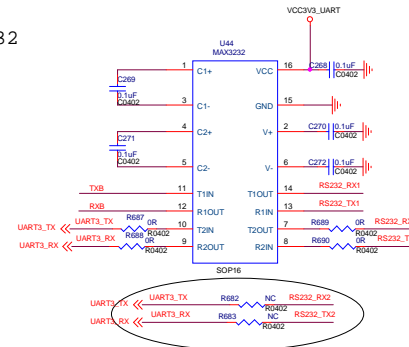 32
VCC3V3_UART
U44
MAX3232
1 C1+ VCC 16 C268 0.1uF C0402
C269 0.1uF C0402
3 C1- GND 15
4 C2+ V+ 2 C270 0.1uF C0402
C271 0.1uF C0402
5 C2- V- 6 C272 0.1uF C0402
TXB 11 T1IN T1OUT 14 RS232_RX1
RXB 12 R1OUT R1IN 13 RS232_TX1
UART3_TX UART3_TX R687 0R R0402 10 T2IN T2OUT 7 R689 0R R0402
UART3_RX UART3_RX R688 0R R0402 9 R2OUT R2IN 8 R690 0R R0402
SOP16
UART3_TX UART3_TX R682 NC R0402 RS232_RX2
UART3_RX UART3_RX R683 NC R0402 RS232_TX2